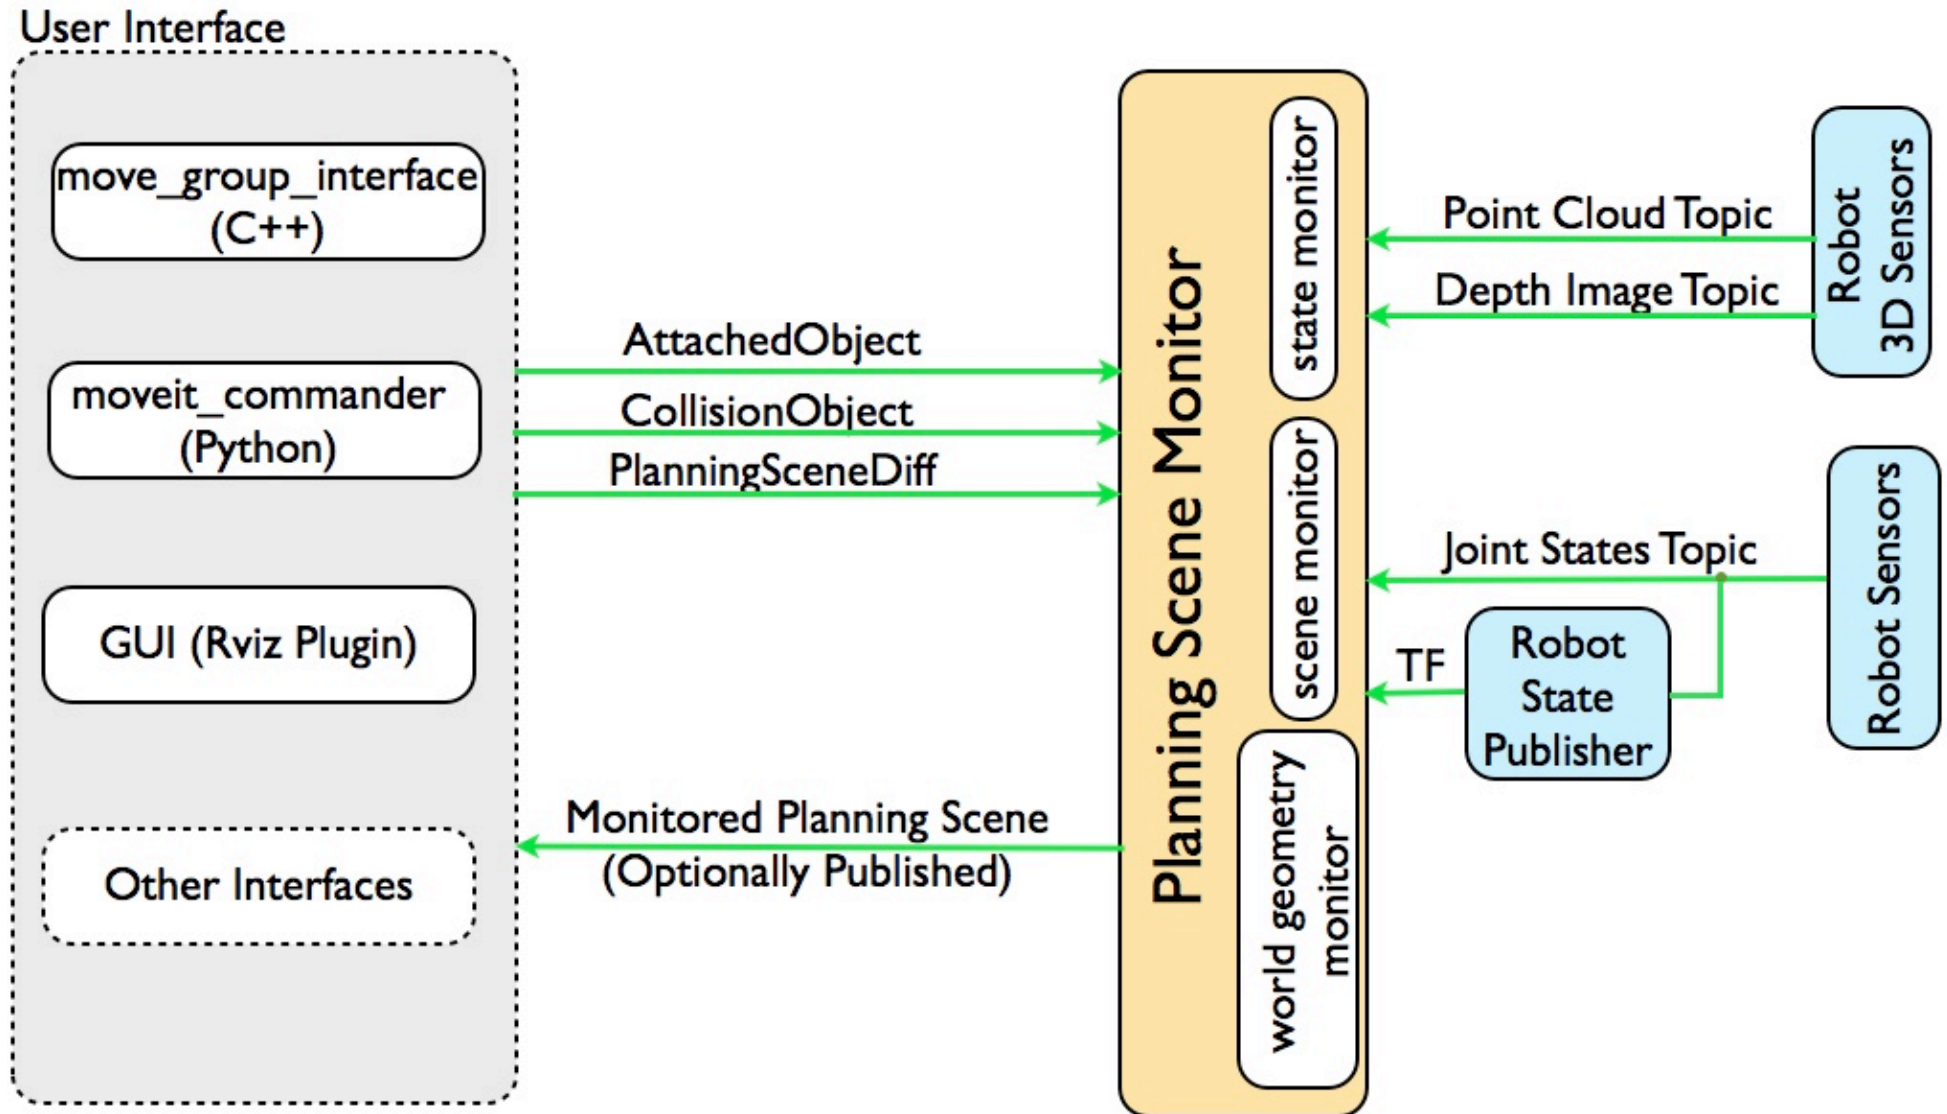 User Interface
move_group_interface
(C++)
moveit_commander
(Python)
GUI (Rviz Plugin)
Other Interfaces
AttachedObject
CollisionObject
PlanningSceneDiff
Monitored Planning Scene
(Optionally Published)
Planning Scene Monitor
state monitor
scene monitor
world geometry
monitor
Point Cloud Topic
Depth Image Topic
Robot
3D Sensors
Joint States Topic
TF
Robot
State
Publisher
Robot Sensors